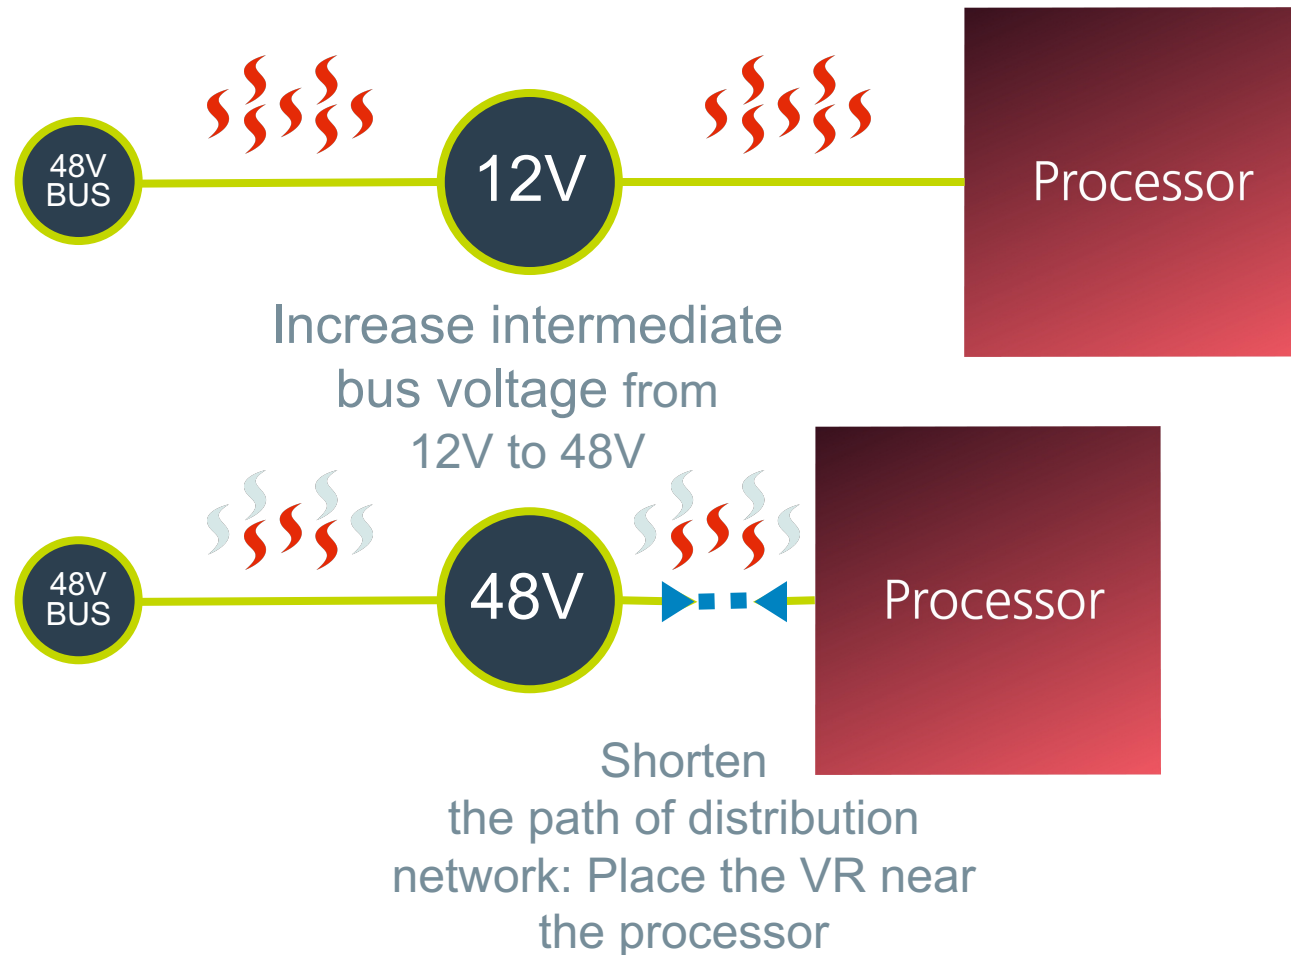 48V
BUS
12V
Processor
Increase intermediate
bus voltage from
12V to 48V
48V
BUS
48V
Processor
Shorten
the path of distribution
network: Place the VR near
the processor